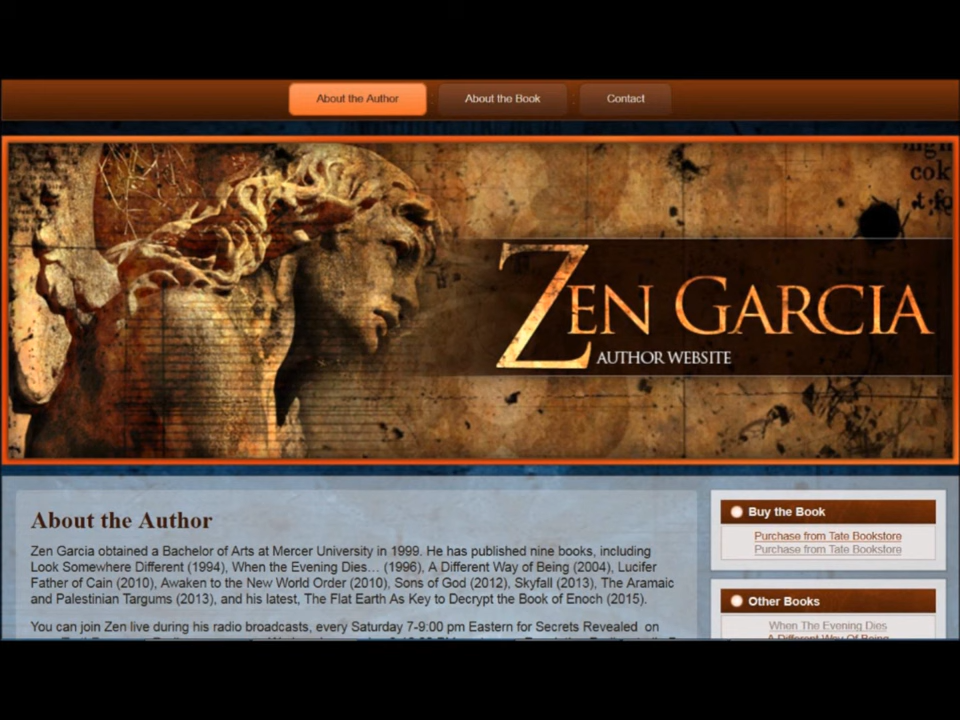 About the Author
About the Book
Contact
cok
ZEN GARCIA
AUTHOR WEBSITE
About the Author
Zen Garcia obtained a Bachelor of Arts at Mercer University in 1999. He has published nine books, including
Look Somewhere Different (1994), When the Evening Dies… (1996), A Different Way of Being (2004), Lucifer
Father of Cain (2010), Awaken to the New World Order (2010), Sons of God (2012), Skyfall (2013), The Aramaic
and Palestinian Targums (2013), and his latest, The Flat Earth As Key to Decrypt the Book of Enoch (2015).
You can join Zen live during his radio broadcasts, every Saturday 7-9:00 pm Eastern for Secrets Revealed on
Buy the Book
Purchase from Tate Bookstore
Purchase from Tate Bookstore
Other Books
When The Evening Dies
A Different Way Of Being